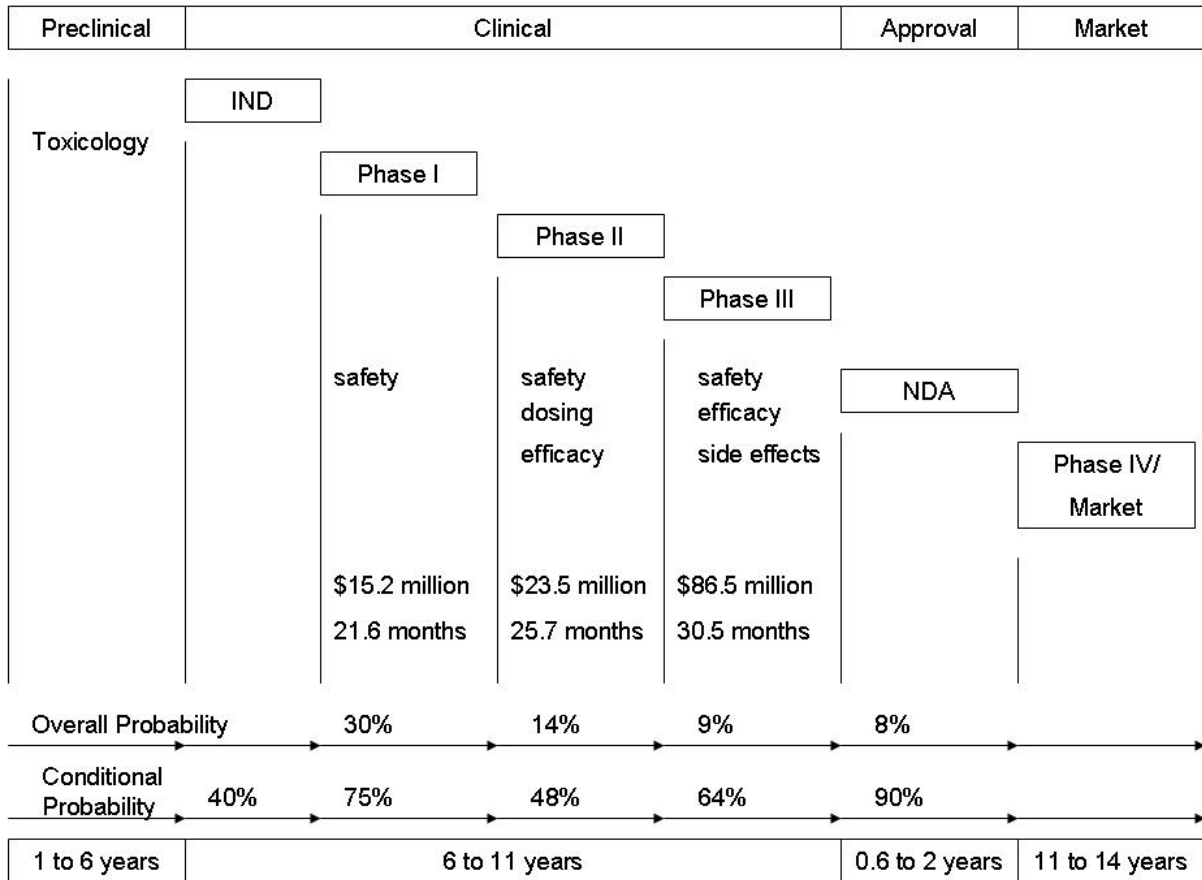 Preclinical
Clinical
Approval
Market
IND
Toxicology
Phase I
Phase II
Phase III
safety
safety
dosing
efficacy
safety
efficacy
side effects
NDA
Phase IV/
Market
$15.2 million
21.6 months
$23.5 million
25.7 months
$86.5 million
30.5 months
Overall Probability
30%
14%
9%
8%
Conditional
Probability
40%
75%
48%
64%
90%
1 to 6 years
6 to 11 years
0.6 to 2 years
11 to 14 years